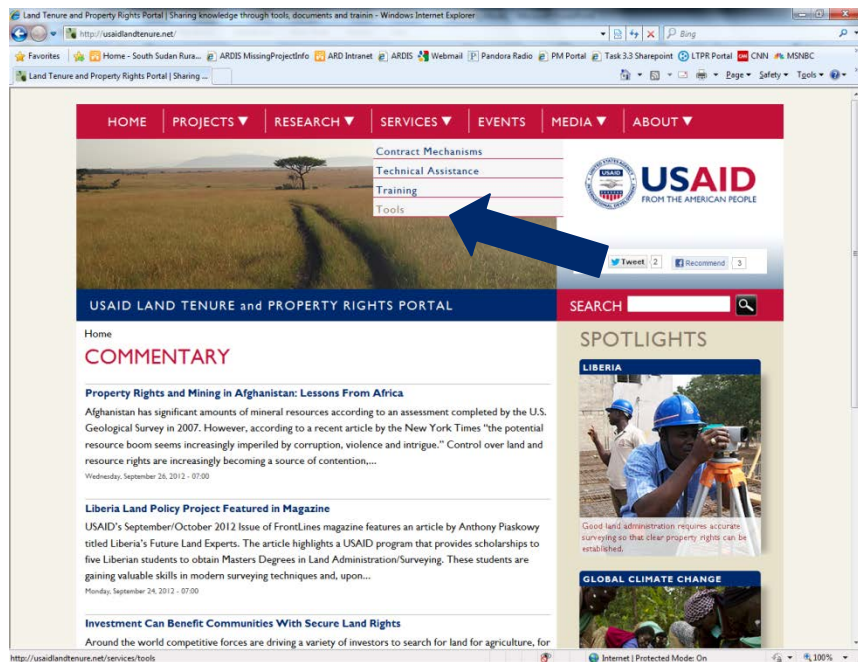 Land Tenure and Property Rights Portal | Sharing knowledge through tools, documents and trainin - Windows Internet Explorer
http://usaidlandtenure.net/
Bing
Favorites Home - South Sudan Rura... ARDIS MissingProjectInfo ARD Intranet ARDIS Webmail Pandora Radio PM Portal Task 3.3 Sharepoint LTPR Portal CNN MSNBC
Land Tenure and Property Rights Portal | Sharing ...
Page Safety Tools
HOME PROJECTS▼ RESEARCH▼ SERVICES▼ EVENTS MEDIA▼ ABOUT▼
Contract Mechanisms
Technical Assistance
Training
Tools
USAID
USAID
FROM THE AMERICAN PEOPLE
Tweet 2 Recommend 3
USAID LAND TENURE and PROPERTY RIGHTS PORTAL
SEARCH
Home
COMMENTARY
Property Rights and Mining in Afghanistan: Lessons From Africa
Afghanistan has significant amounts of mineral resources according to an assessment completed by the U.S.
Geological Survey in 2007. However, according to a recent article by the New York Times “the potential
resource boom seems increasingly imperiled by corruption, violence and intrigue.” Control over land and
resource rights are increasingly becoming a source of contention,...
Wednesday, September 26, 2012 - 07:00
Liberia Land Policy Project Featured in Magazine
USAID's September/October 2012 Issue of FrontLines magazine features an article by Anthony Piaskowy
titled Liberia's Future Land Experts. The article highlights a USAID program that provides scholarships to
five Liberian students to obtain Masters Degrees in Land Administration/Surveying. These students are
gaining valuable skills in modern surveying techniques and, upon...
Monday, September 24, 2012 - 07:00
Investment Can Benefit Communities With Secure Land Rights
Around the world competitive forces are driving a variety of investors to search for land for agriculture, for
SPOTLIGHTS
LIBERIA
Good land administration requires accurate
surveying so that clear property rights can be
established.
GLOBAL CLIMATE CHANGE
http://usaidlandtenure.net/services/tools
Internet | Protected Mode: On
100%